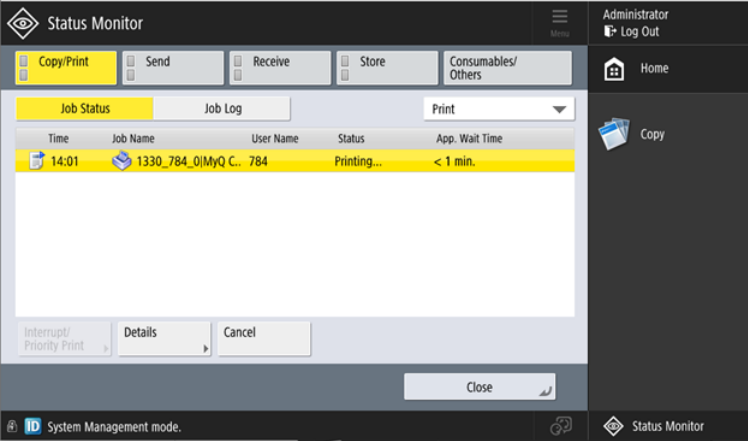 Status Monitor
Menu
Administrator
Log Out
Copy/Print
Send
Receive
Store
Consumables/
Others
Home
Job Status
Job Log
Print
Copy
Time Job Name User Name Status App. Wait Time
14:01 1330_784_0|MyQ C.. 784 Printing... < 1 min.
Interrupt/
Priority Print
Details
Cancel
Close
ID System Management mode.
Status Monitor